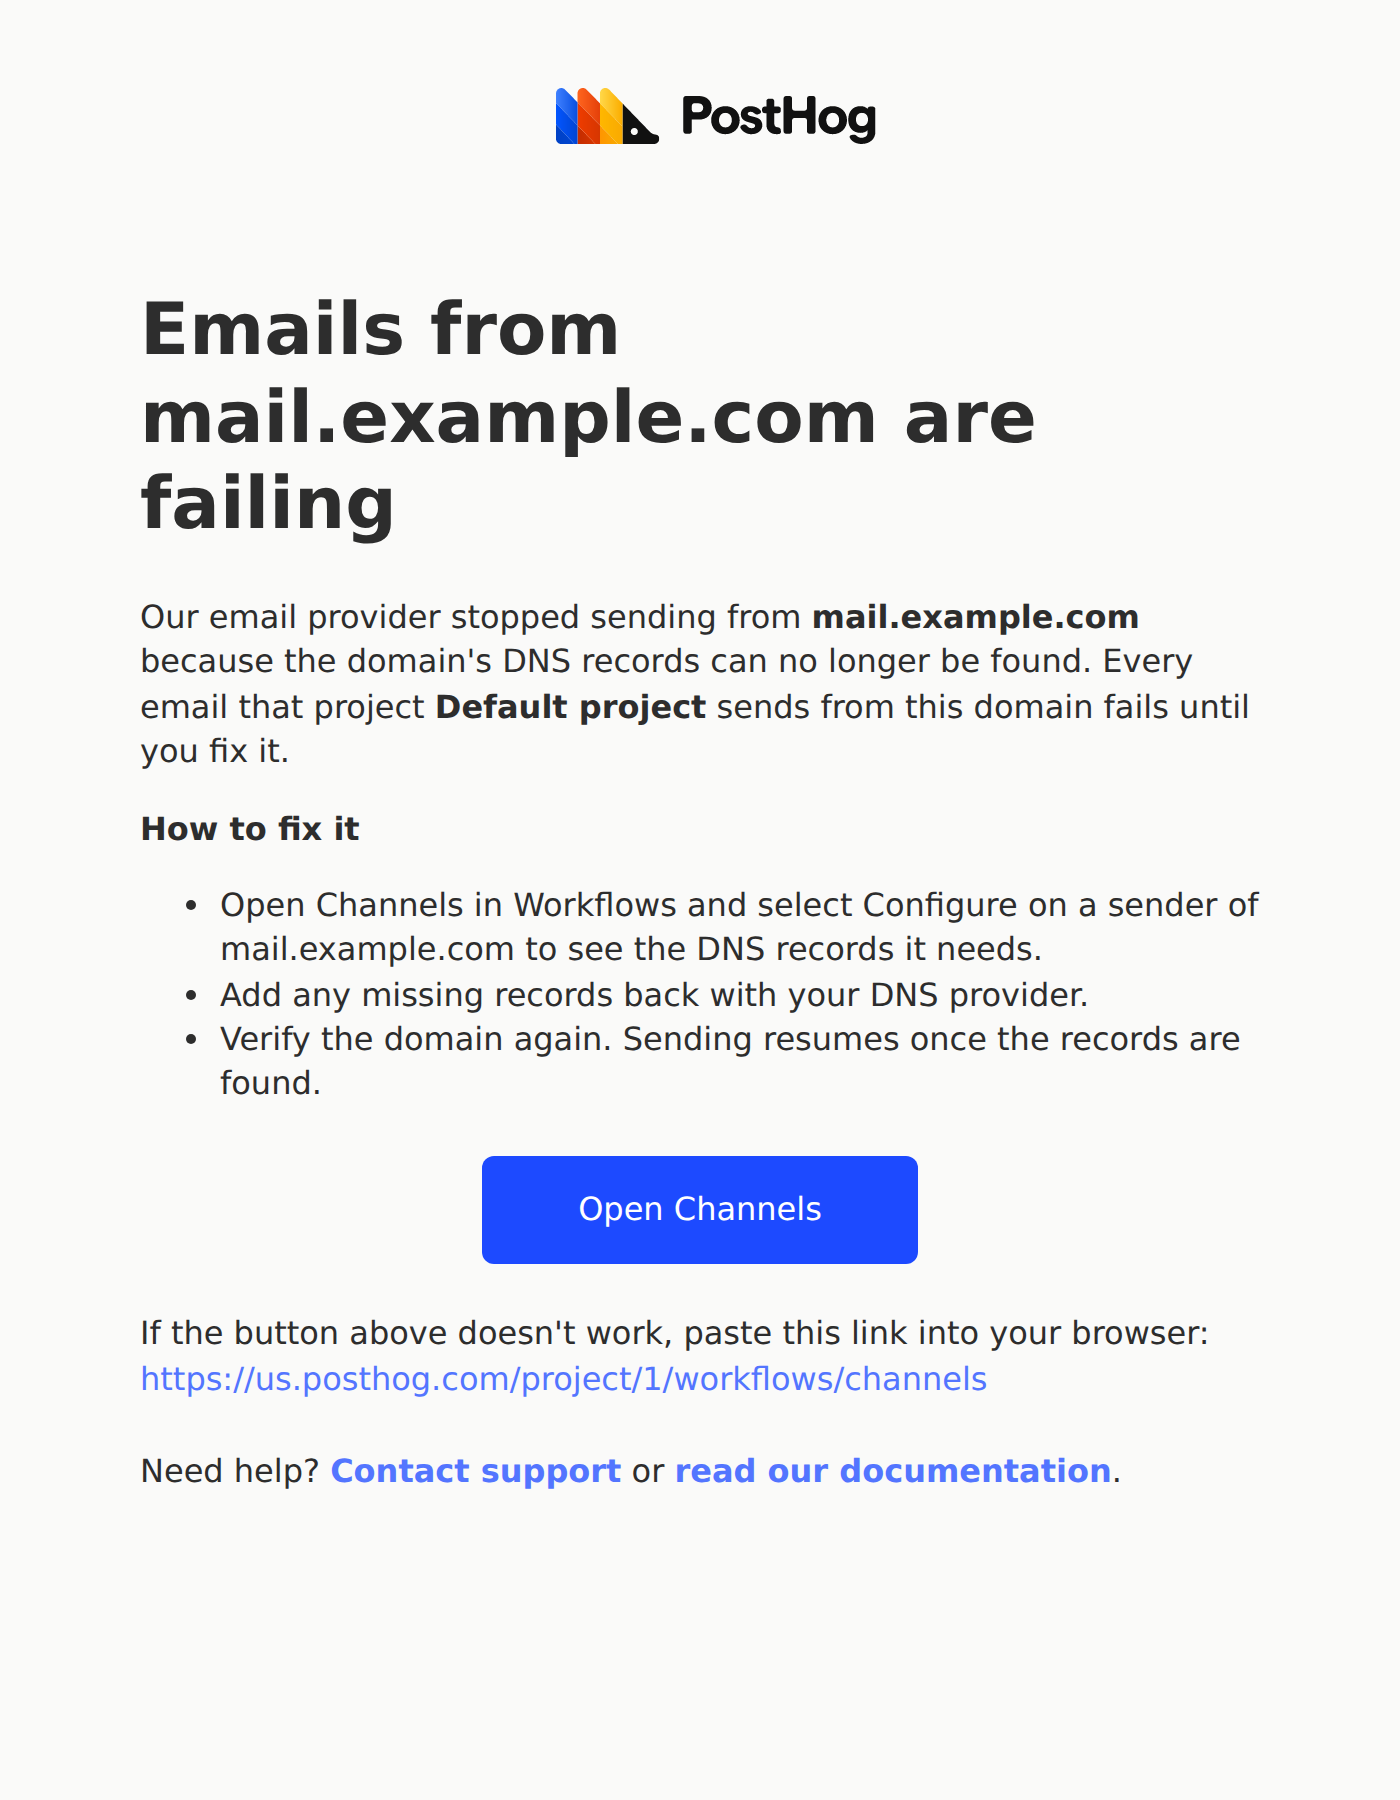 PostHog
Emails from
mail.example.com are
failing
Our email provider stopped sending from mail.example.com
because the domain's DNS records can no longer be found. Every
email that project Default project sends from this domain fails until
you fix it.
How to fix it
• Open Channels in Workflows and select Configure on a sender of
mail.example.com to see the DNS records it needs.
• Add any missing records back with your DNS provider.
• Verify the domain again. Sending resumes once the records are
found.
Open Channels
If the button above doesn't work, paste this link into your browser:
https://us.posthog.com/project/1/workflows/channels
Need help? Contact support or read our documentation.